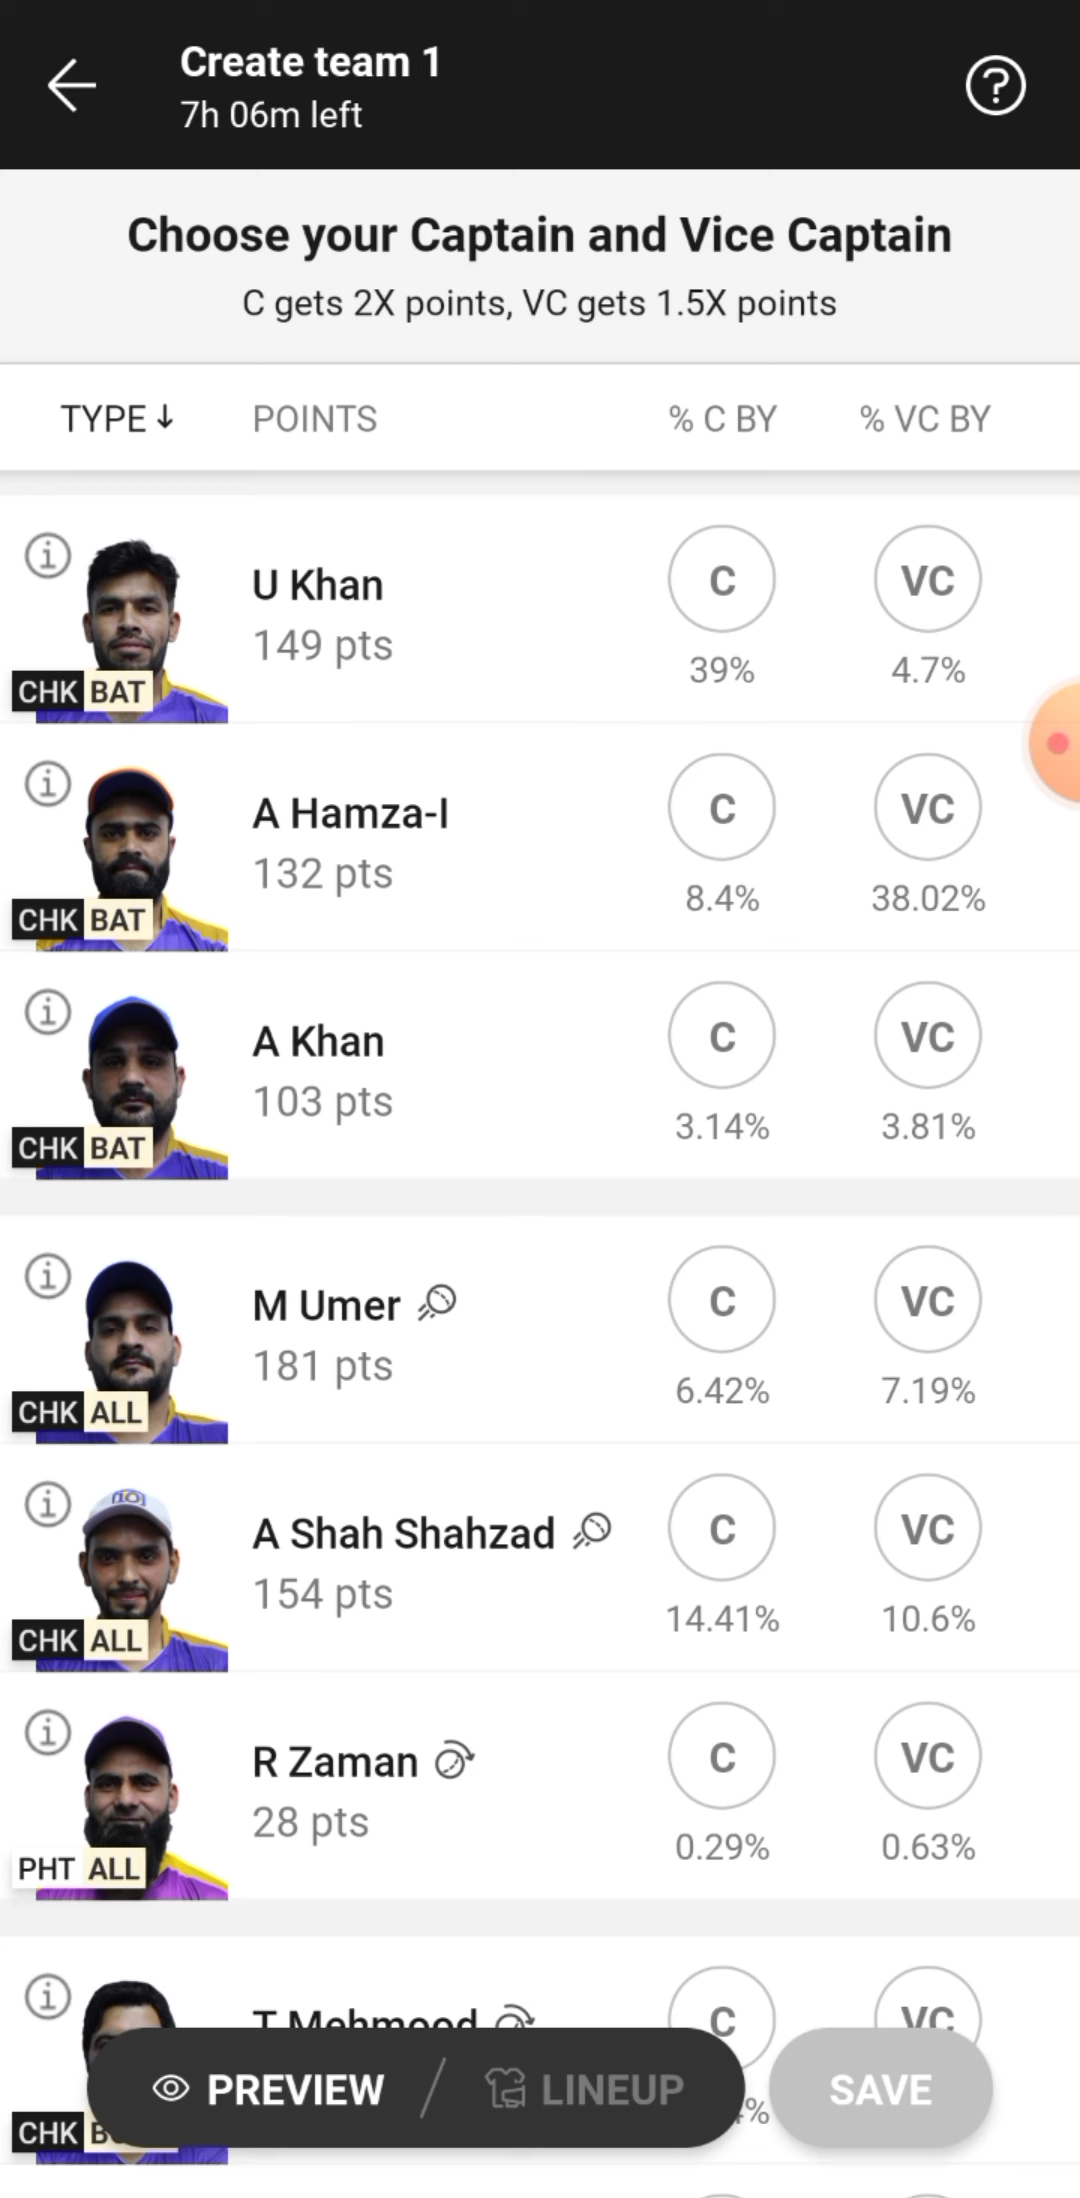 Create team 1
7h 06m left
Choose your Captain and Vice Captain
C gets 2X points, VC gets 1.5X points
TYPE↓ POINTS % C BY % VC BY
U Khan C VC
149 pts 39% 4.7%
CHK BAT
A Hamza-I C VC
132 pts 8.4% 38.02%
CHK BAT
A Khan C VC
103 pts 3.14% 3.81%
CHK BAT
M Umer C VC
181 pts 6.42% 7.19%
CHK ALL
A Shah Shahzad C VC
154 pts 14.41% 10.6%
CHK ALL
R Zaman C VC
28 pts 0.29% 0.63%
PHT ALL
T Mehmood C VC
PREVIEW / LINEUP SAVE
CHK